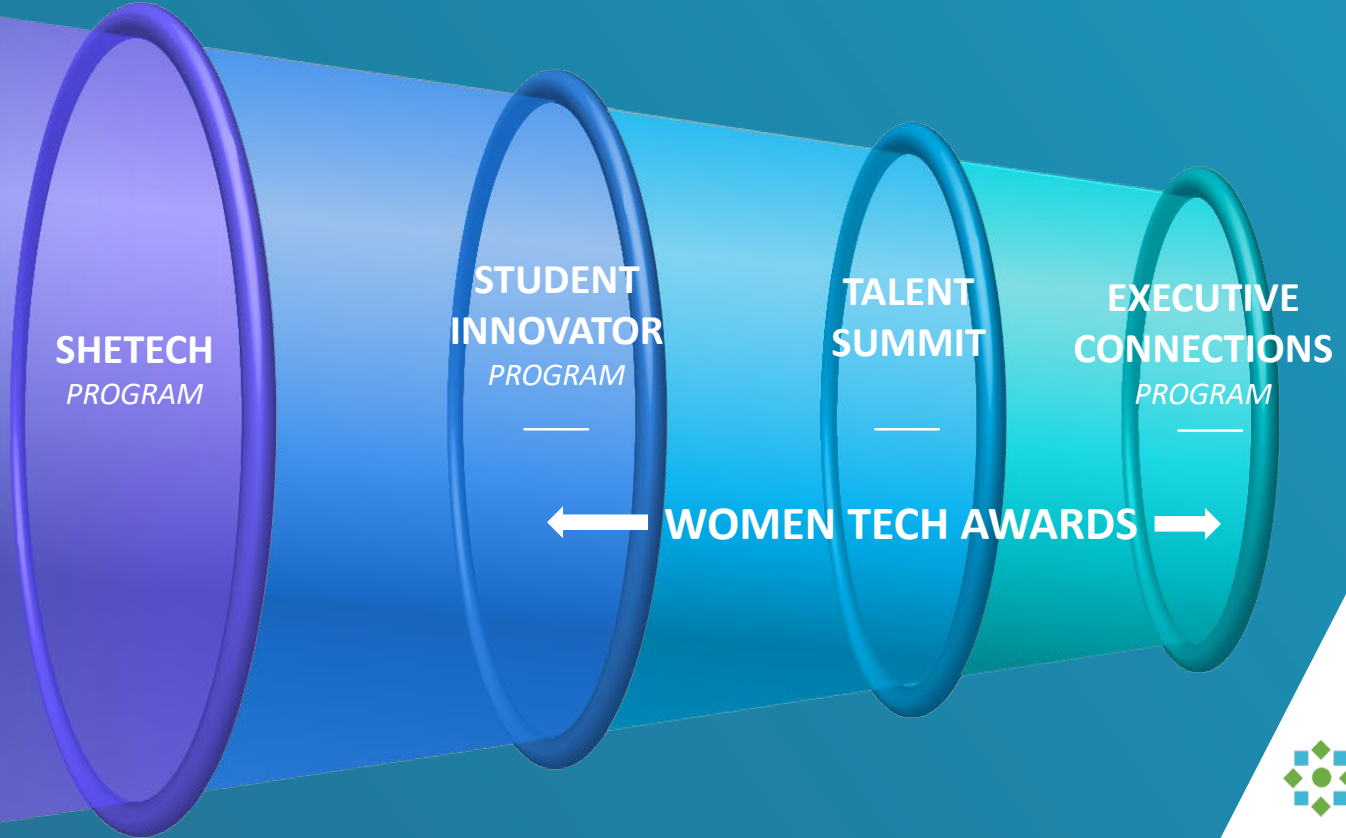 SHETECH
PROGRAM
STUDENT
INNOVATOR
PROGRAM
TALENT
SUMMIT
EXECUTIVE
CONNECTIONS
PROGRAM
WOMEN TECH AWARDS